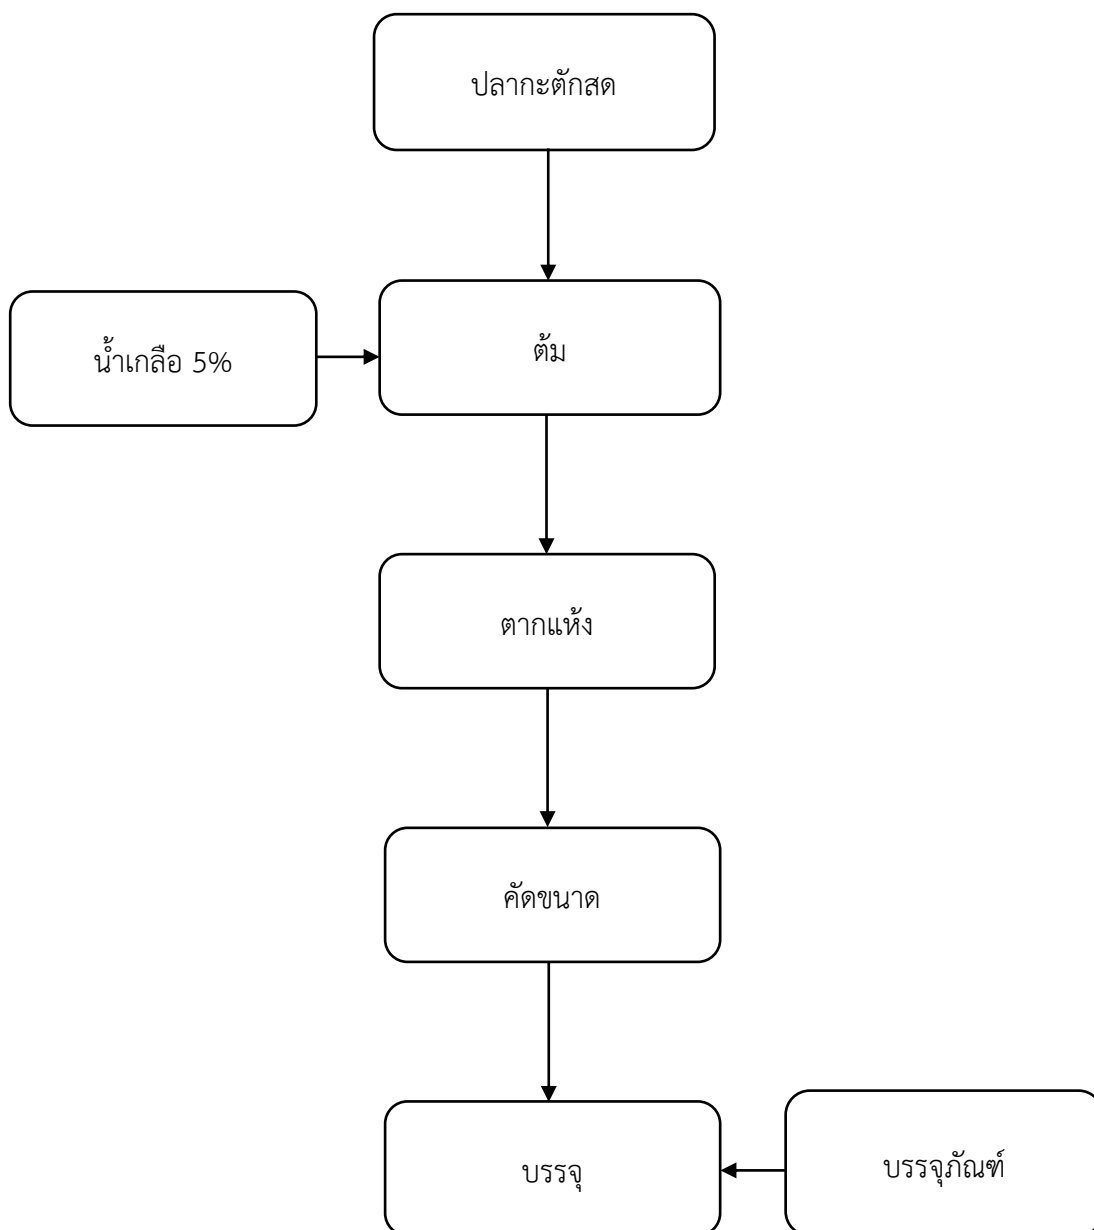 ปลากะตักสด
น้ำเกลือ 5%
ต้ม
ตากแห้ง
คัดขนาด
บรรจุ
บรรจุภัณฑ์